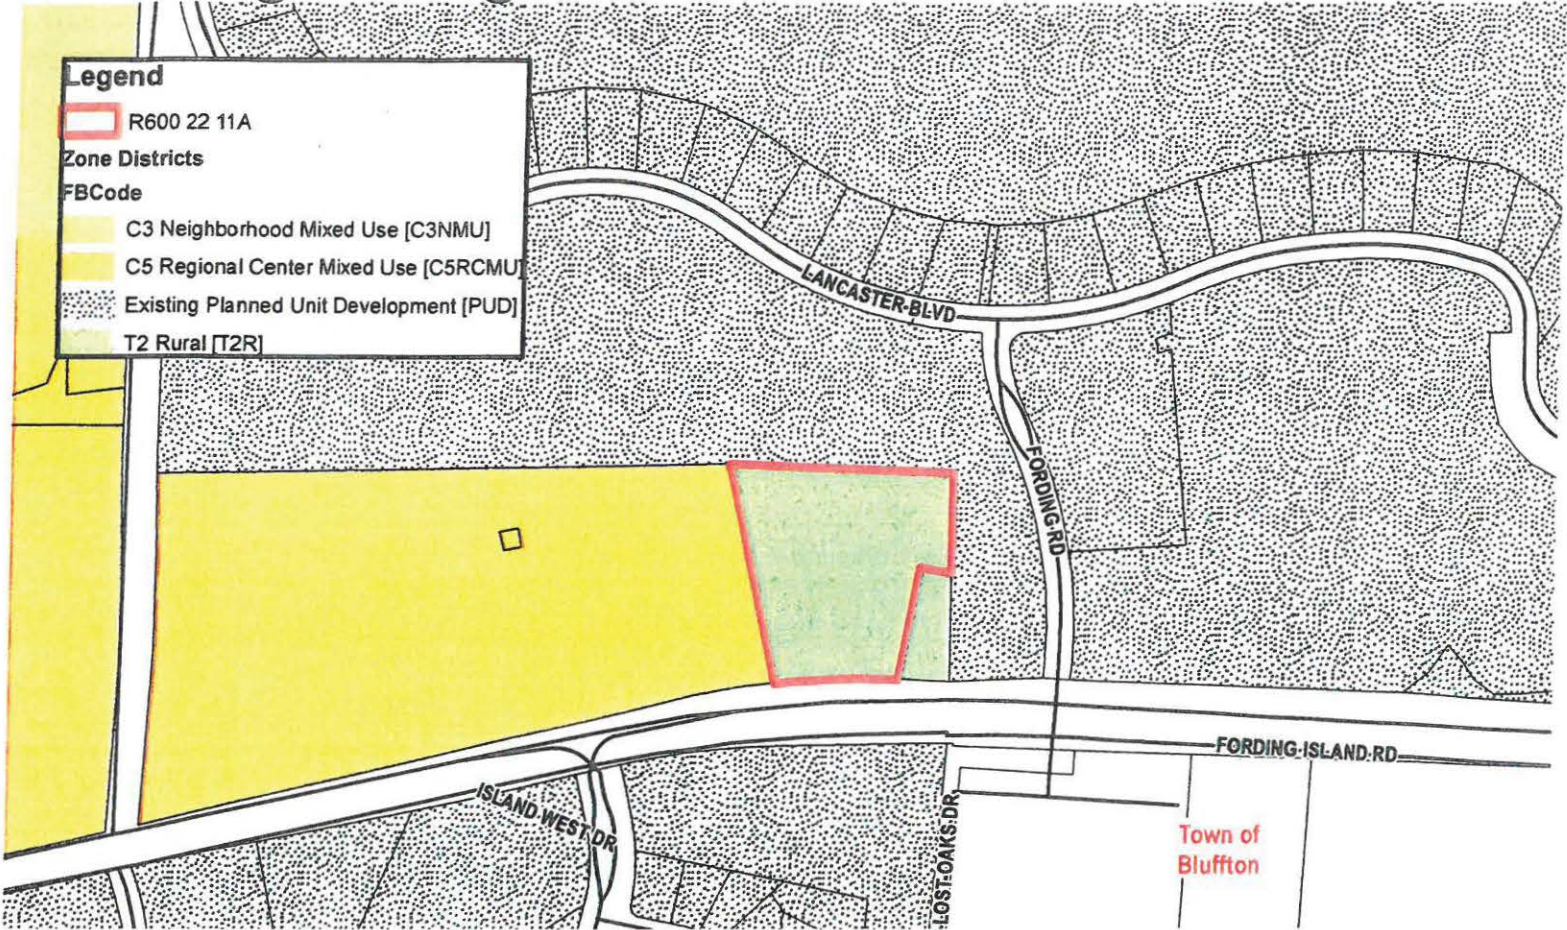 Legend
R600 22 11A
Zone Districts
FBCode
C3 Neighborhood Mixed Use [C3NMU]
C5 Regional Center Mixed Use [C5RCMU]
Existing Planned Unit Development [PUD]
T2 Rural [T2R]
LANCASTER BLVD
FORDING RD
FORDING ISLAND RD
ISLAND WEST DR
LOST OAKS DR
Town of
Bluffton